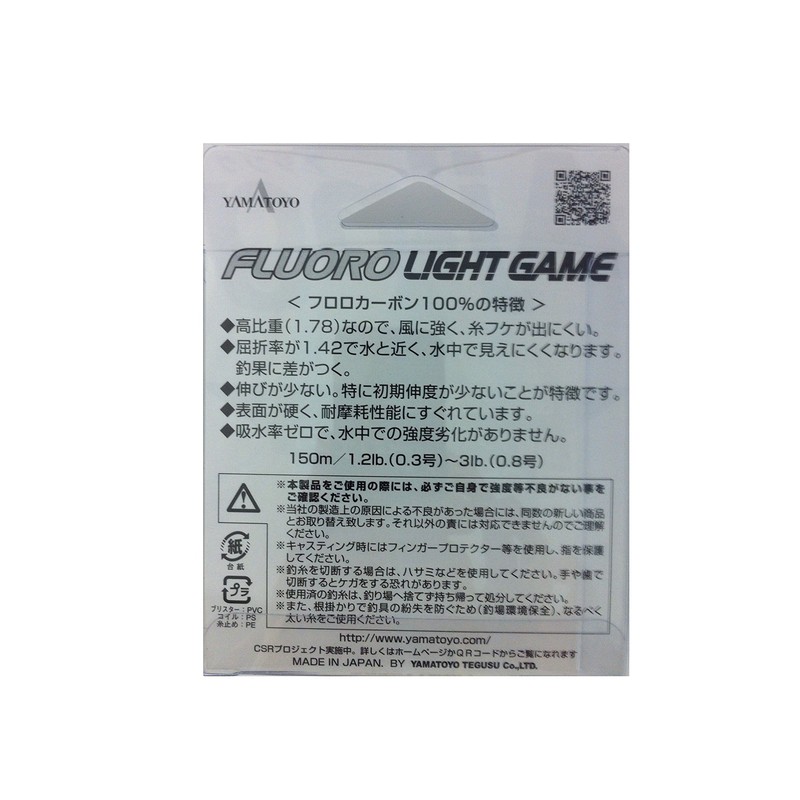 YAMATOYO
FLUORO LIGHT GAME
< フロロカーボン100%の特徴 >
◆高比重(1.78)なので、風に強く、糸フケが出にくい。
◆屈折率が1.42で水と近く、水中で見えにくくなります。
釣果に差がつく。
◆伸びが少ない。特に初期伸度が少ないことが特徴です。
◆表面が硬く、耐摩耗性能にすぐれています。
◆吸水率ゼロで、水中での強度劣化がありません。
150m/1.2lb.(0.3号)~3lb.(0.8号)
※本製品をご使用の際には、必ずご自身で強度等不良がない事を
ご確認ください。
※当社の製造上の原因による不良があった場合には、同数の新しい商品
とお取り替え致します。それ以外の責には対応できませんのでご理解
ください。
※キャスティング時にはフィンガープロテクター等を使用し、指を保護
してください。
※釣糸を切断する場合は、ハサミなどを使用してください。手や歯で
切断するとケガをする恐れがあります。
※使用済の釣糸は、釣り場へ捨てず持ち帰って処分してください。
※また、根掛かりで釣具の紛失を防ぐため(釣場環境保全)、なるべく
太い糸をご使用ください。
紙
台紙
プラ
ブリスター:PVC
コイル:PS
糸止め:PE
http://www.yamatoyo.com/
CSRプロジェクト実施中。詳しくはホームページかQRコードからご覧になれます
MADE IN JAPAN. BY YAMATOYO TEGUSU Co.,LTD.